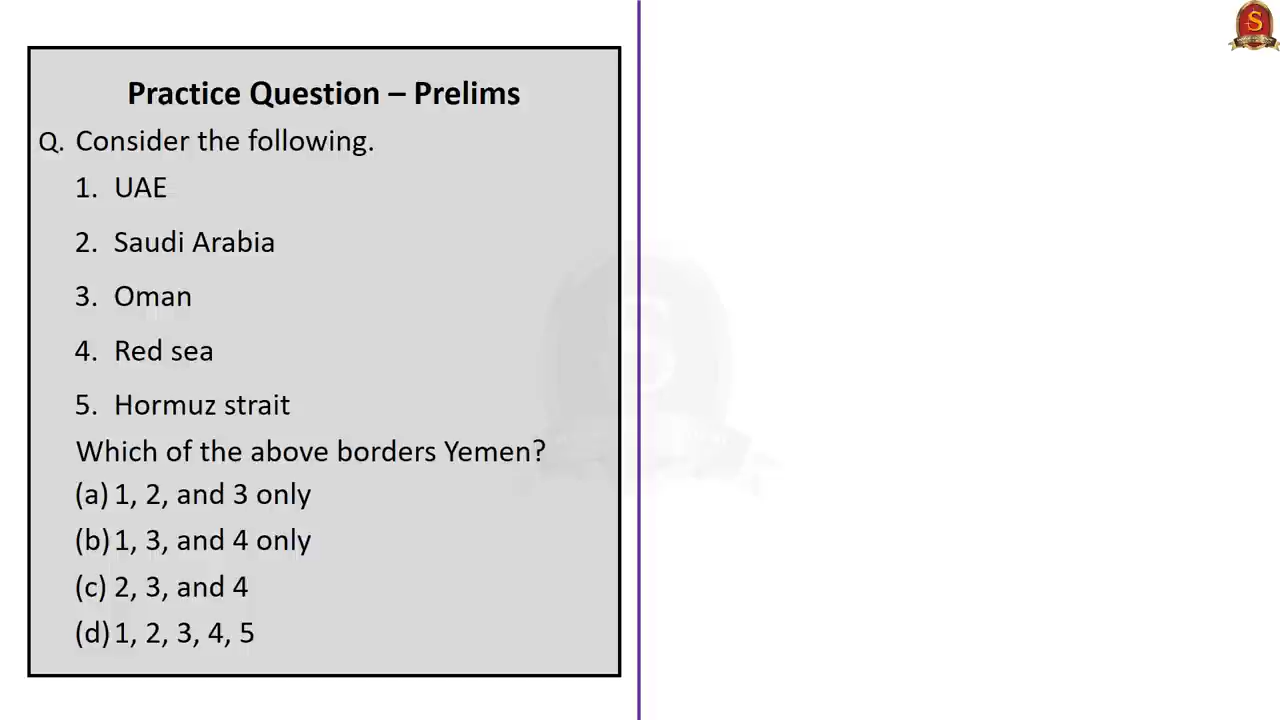 Practice Question – Prelims
Q. Consider the following.
1. UAE
2. Saudi Arabia
3. Oman
4. Red sea
5. Hormuz strait
Which of the above borders Yemen?
(a) 1, 2, and 3 only
(b) 1, 3, and 4 only
(c) 2, 3, and 4
(d) 1, 2, 3, 4, 5
S